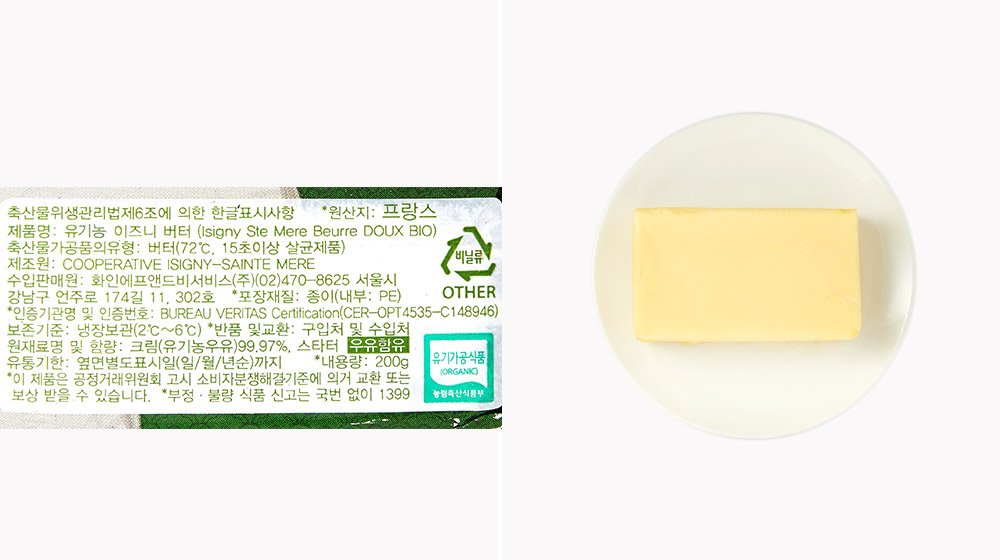 축산물위생관리법제6조에 의한 한글표시사항 *원산지: 프랑스
제품명: 유기농 이즈니 버터 (Isigny Ste Mere Beurre DOUX BIO)
축산물가공품의유형: 버터(72℃, 15초이상 살균제품)
제조원: COOPERATIVE ISIGNY-SAINTE MERE
수입판매원: 화인에프앤드비서비스(주)(02)470-8625 서울시
강남구 언주로 174길 11, 302호 *포장재질: 종이(내부: PE)
*인증기관명 및 인증번호: BUREAU VERITAS Certification(CER-OPT4535-C148946)
보존기준: 냉장보관(2℃~6℃) *반품 및교환: 구입처 및 수입처
원재료명 및 함량: 크림(유기농우유)99.97%, 스타터 우유함유
유통기한: 옆면별도표시일(일/월/년순)까지 *내용량: 200g
*이 제품은 공정거래위원회 고시 소비자분쟁해결기준에 의거 교환 또는
보상 받을 수 있습니다. *부정·불량 식품 신고는 국번 없이 1399
비닐류
OTHER
유기가공식품
(ORGANIC)
농림축산식품부